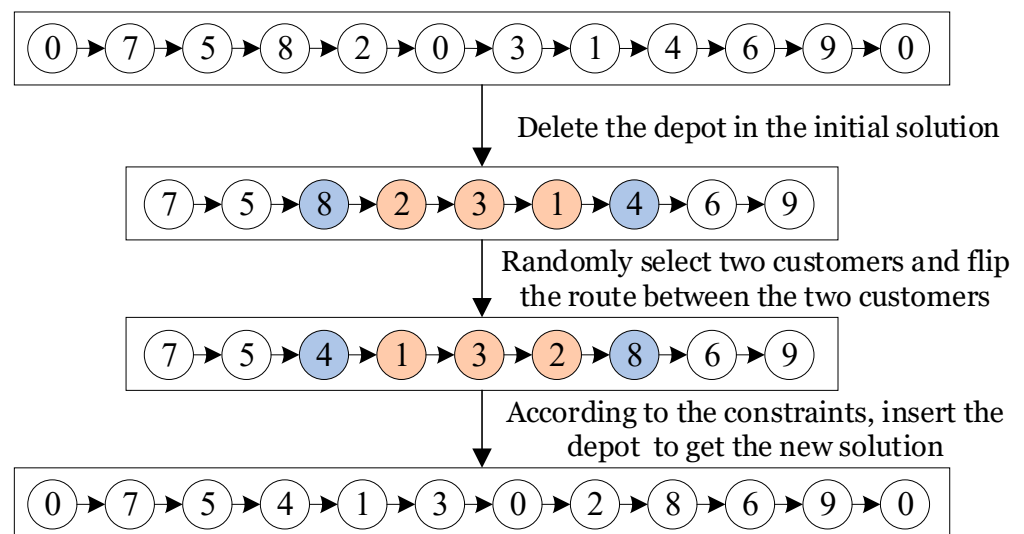 0 7 5 8 2 0 3 1 4 6 9 0
Delete the depot in the initial solution
7 5 8 2 3 1 4 6 9
Randomly select two customers and flip
the route between the two customers
7 5 4 1 3 2 8 6 9
According to the constraints, insert the
depot to get the new solution
0 7 5 4 1 3 0 2 8 6 9 0